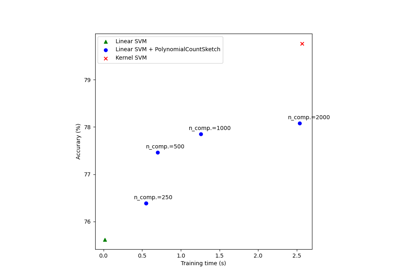 Linear SVM
Linear SVM + PolynomialCountSketch
Kernel SVM
79
78
77
76
n_comp.=2000
n_comp.=1000
n_comp.=500
n_comp.=250
Accuracy (%)
0.0 0.5 1.0 1.5 2.0 2.5
Training time (s)